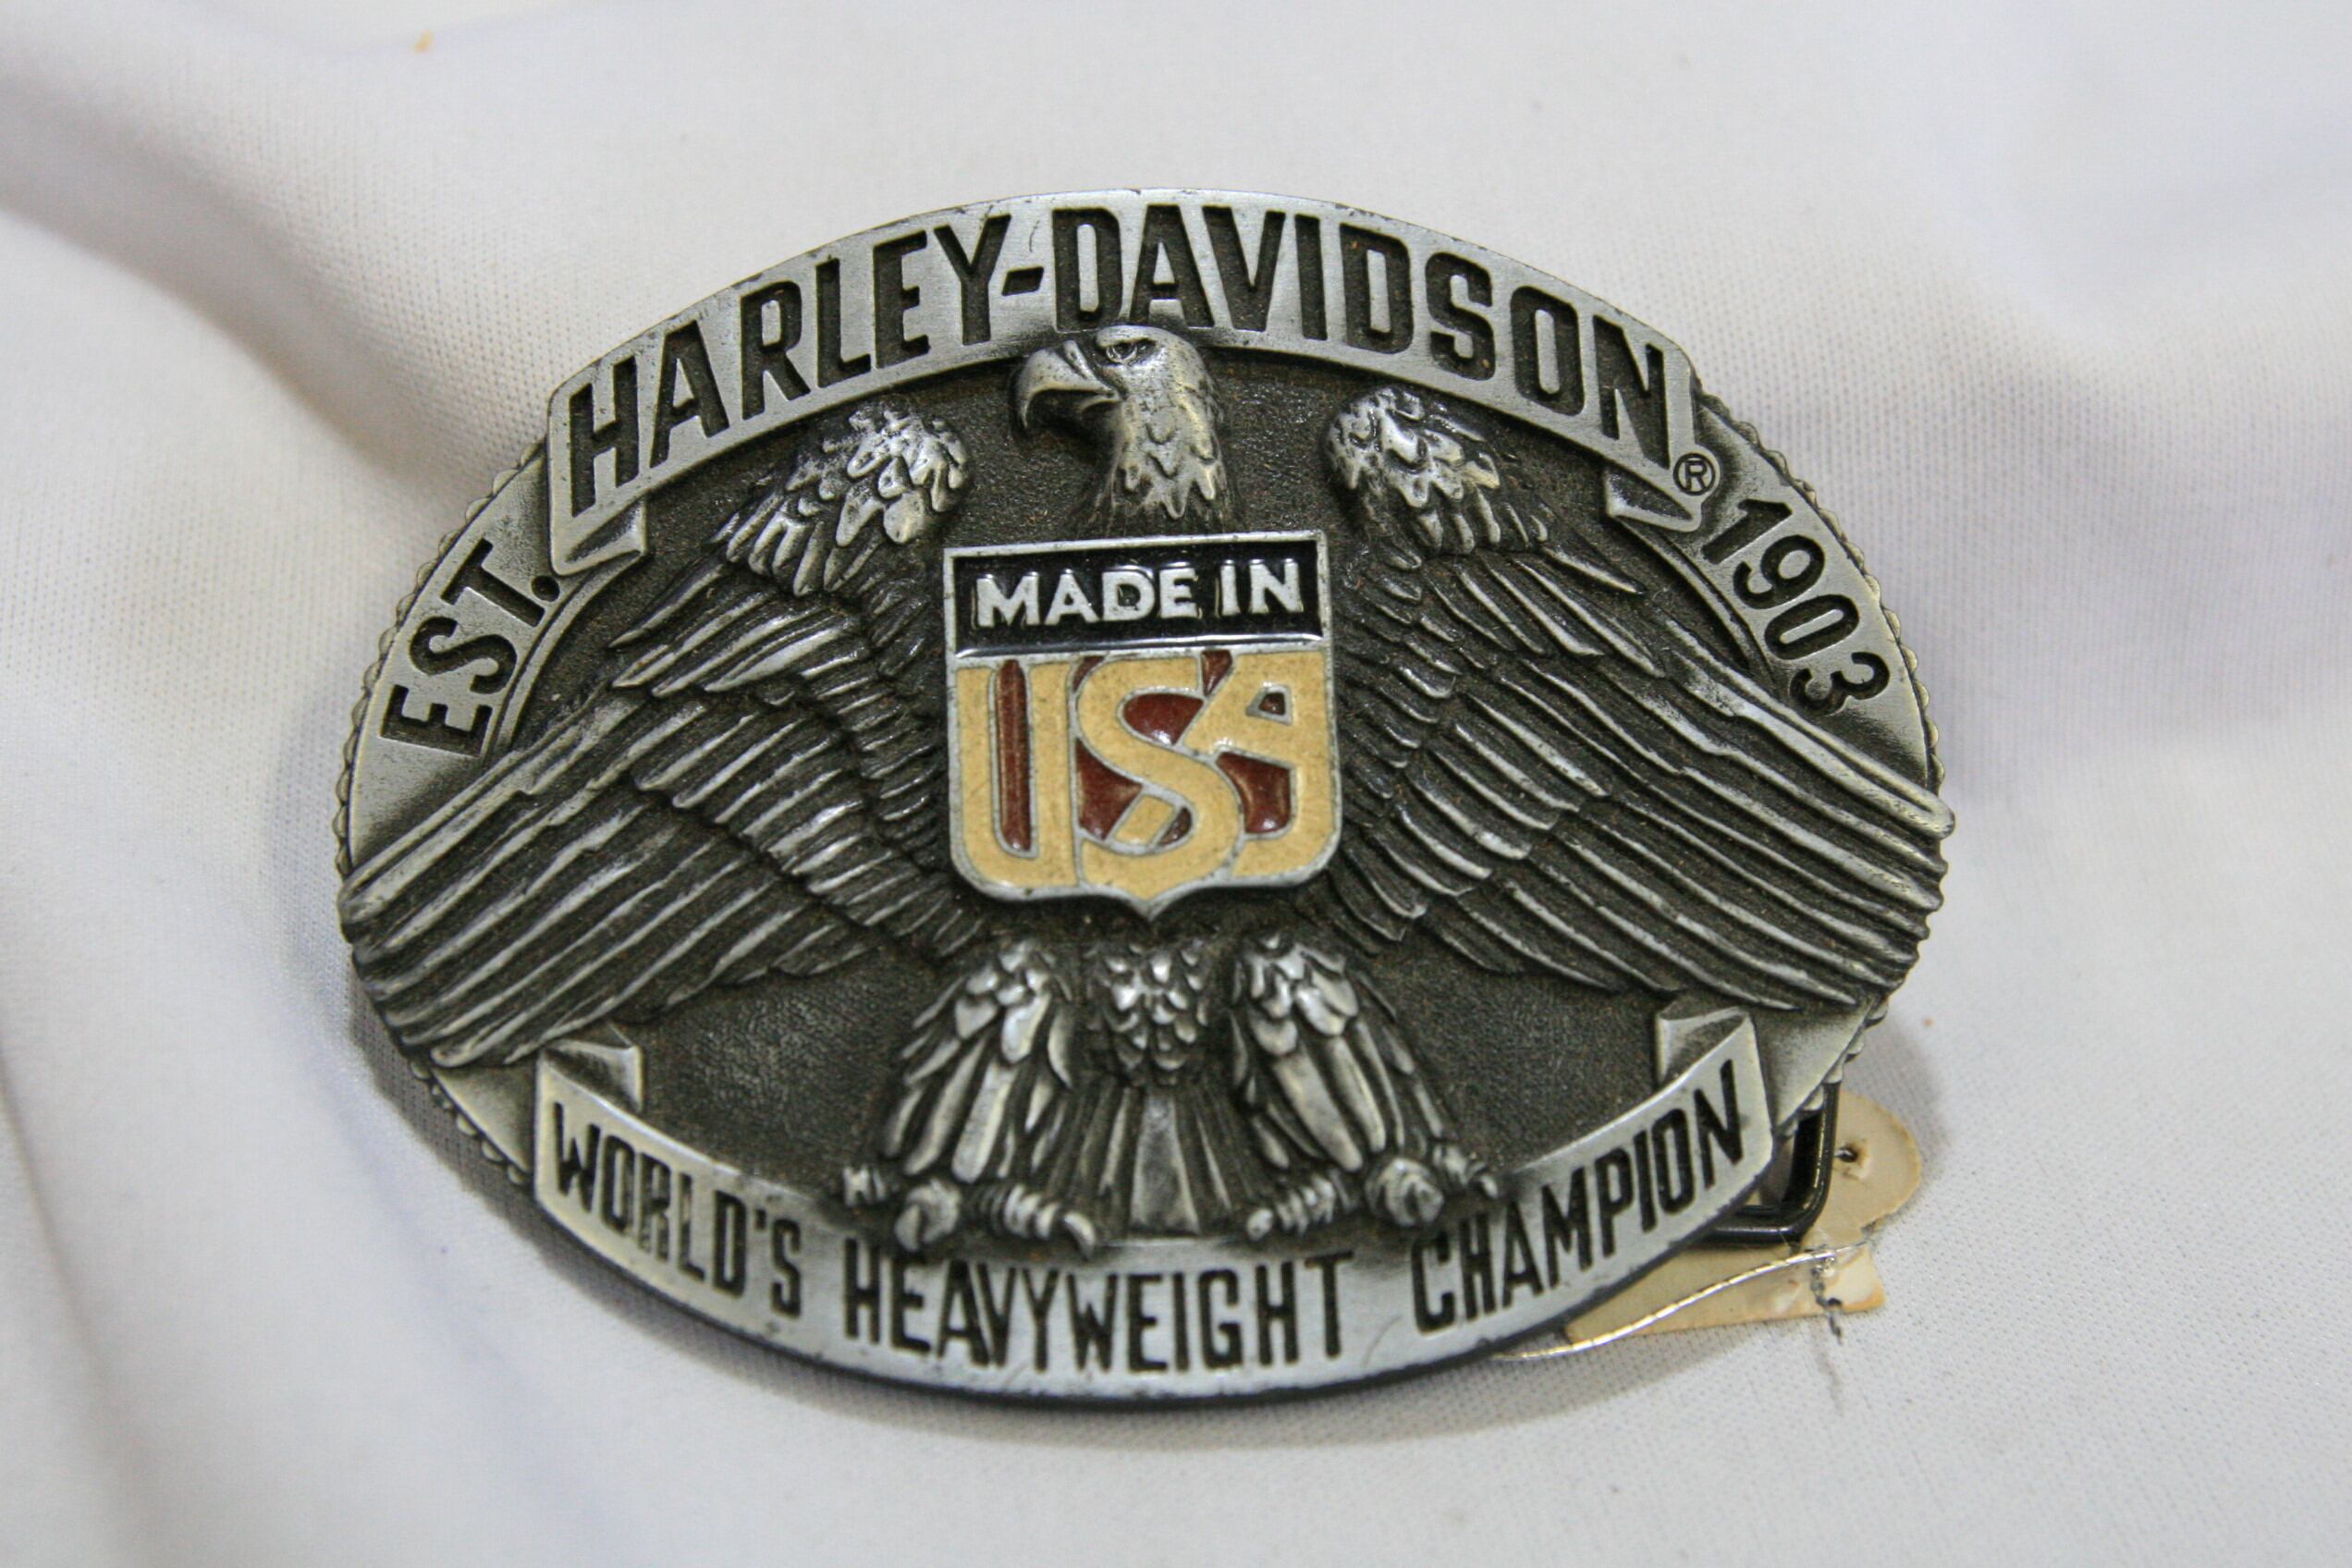 HARLEY-DAVIDSON®
EST. 1903
MADE IN
USA
WORLD'S HEAVYWEIGHT CHAMPION